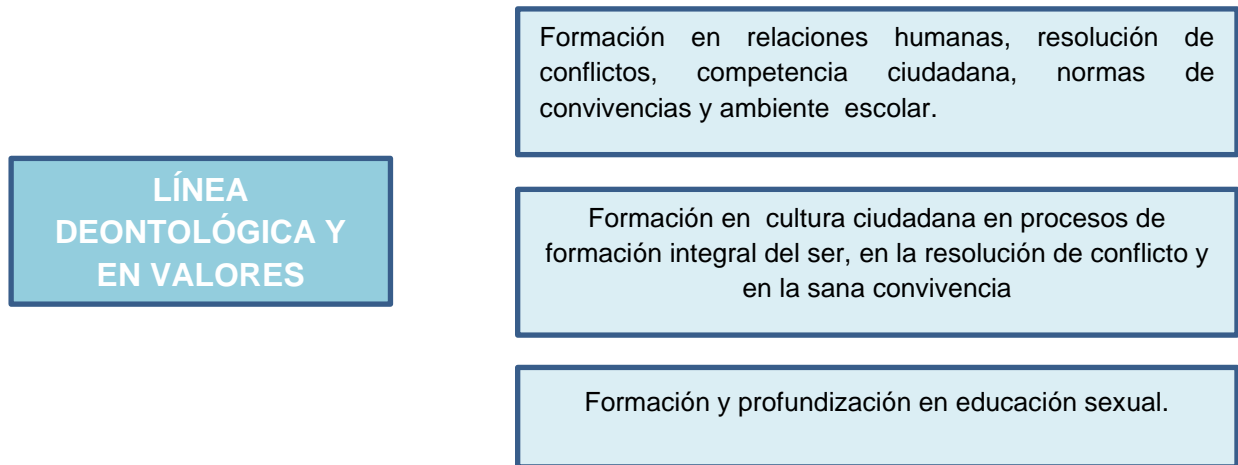 Formación en relaciones humanas, resolución de
conflictos, competencia ciudadana, normas de
convivencias y ambiente escolar.
LÍNEA
DEONTOLÓGICA Y
EN VALORES
Formación en cultura ciudadana en procesos de
formación integral del ser, en la resolución de conflicto y
en la sana convivencia
Formación y profundización en educación sexual.